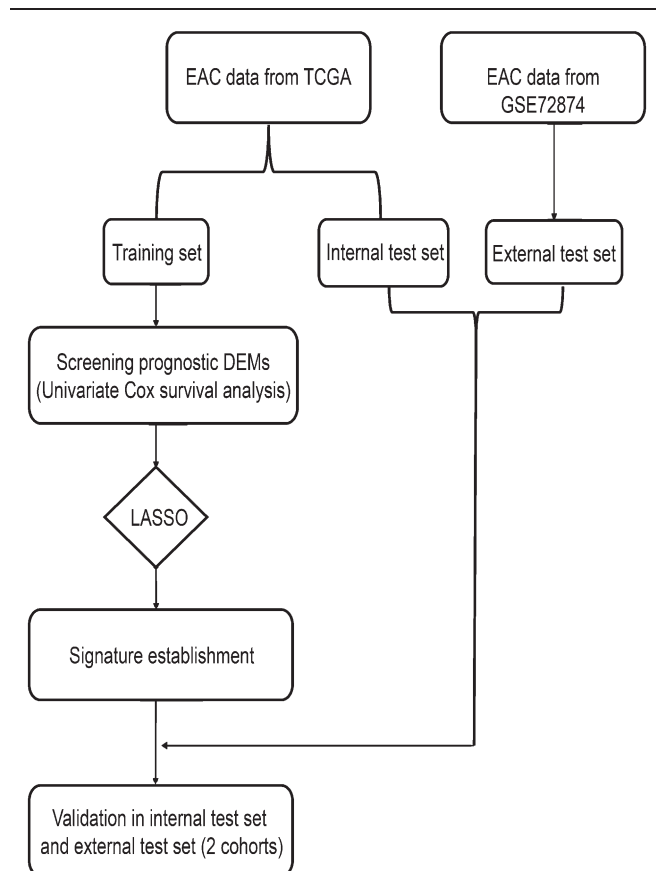 EAC data from TCGA
EAC data from
GSE72874
Training set
Internal test set
External test set
Screening prognostic DEMs
(Univariate Cox survival analysis)
LASSO
Signature establishment
Validation in internal test set
and external test set (2 cohorts)